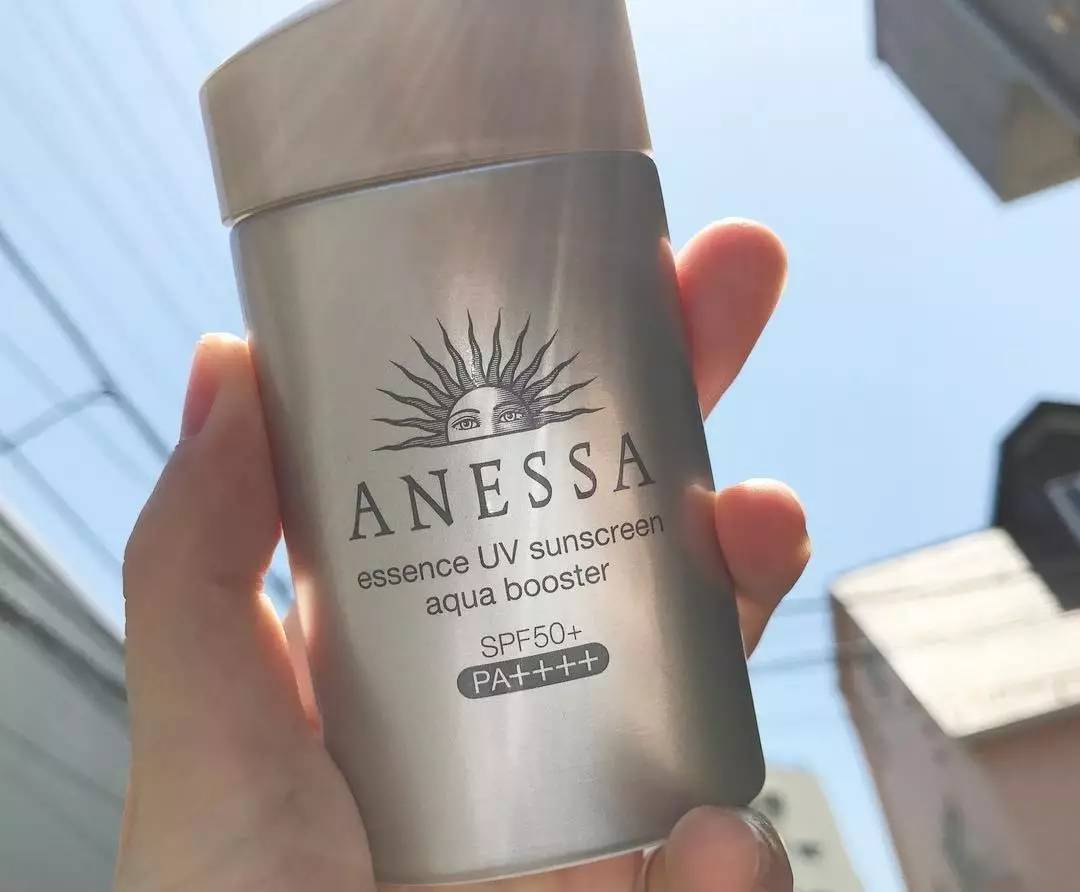 ANESSA
essence UV sunscreen
aqua booster
SPF50+
PA++++